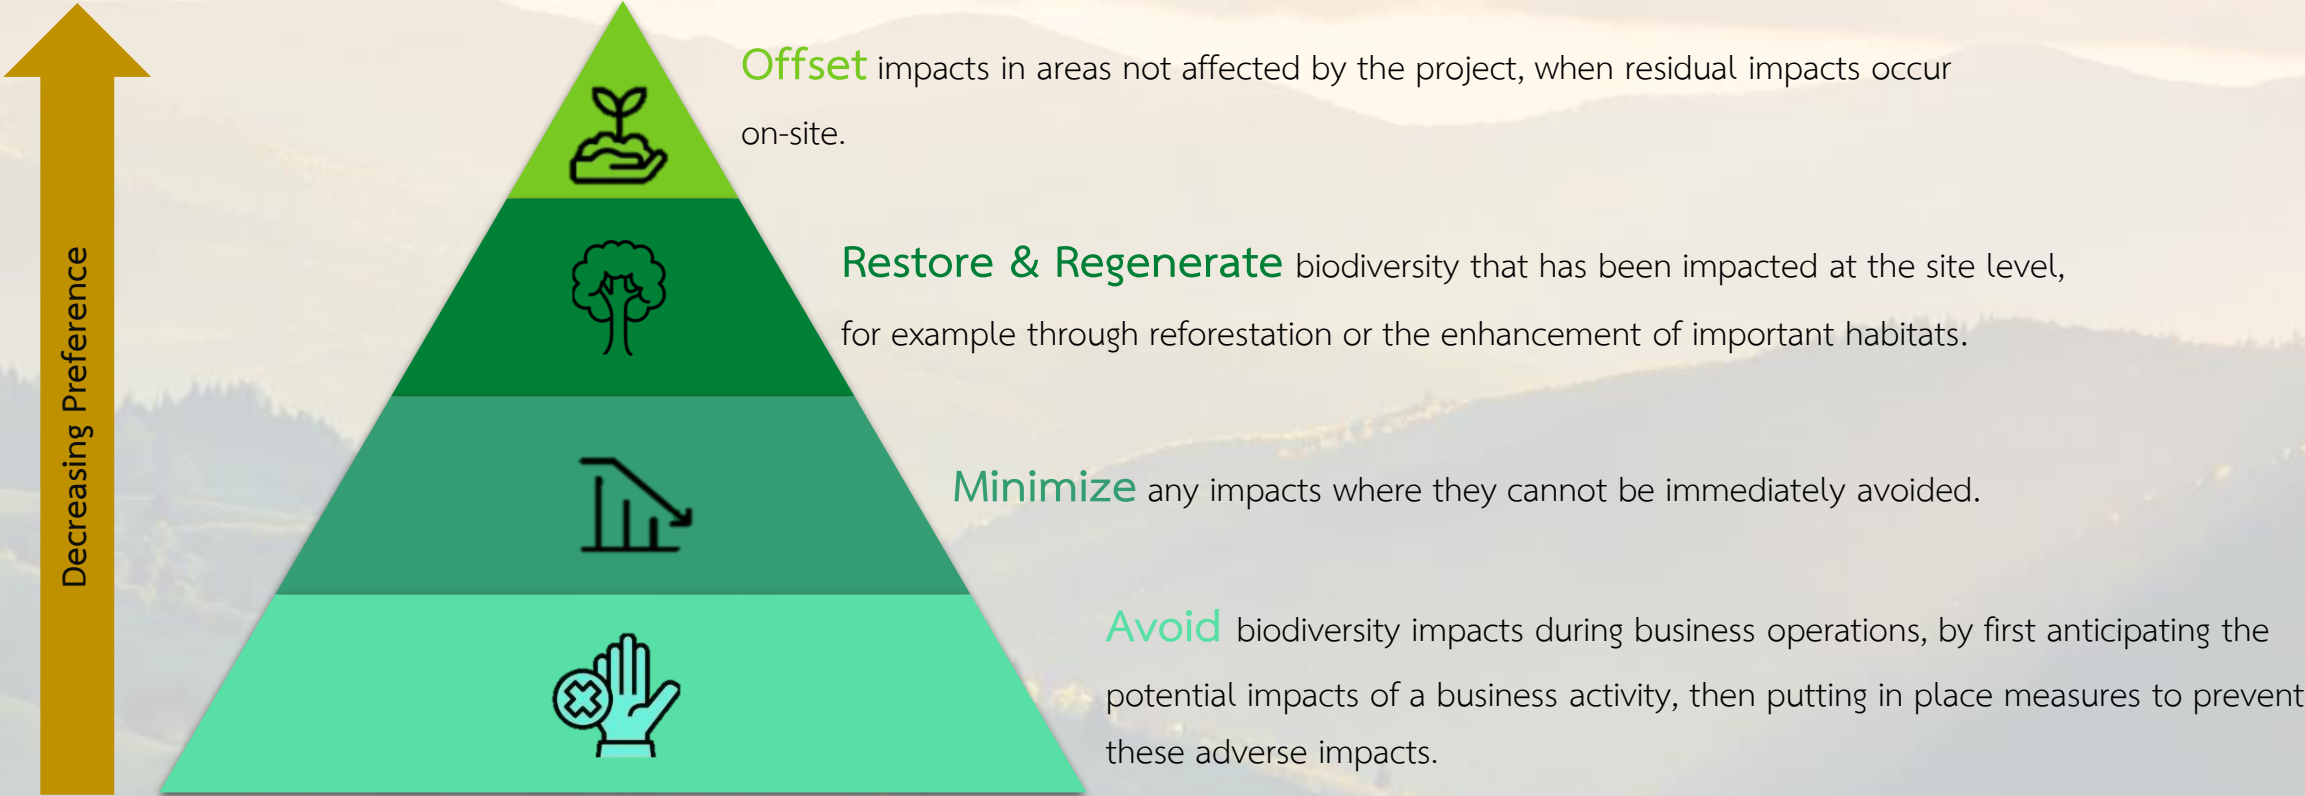 Decreasing Preference
Offset impacts in areas not affected by the project, when residual impacts occur
on-site.
Restore & Regenerate biodiversity that has been impacted at the site level,
for example through reforestation or the enhancement of important habitats.
Minimize any impacts where they cannot be immediately avoided.
Avoid biodiversity impacts during business operations, by first anticipating the
potential impacts of a business activity, then putting in place measures to prevent
these adverse impacts.